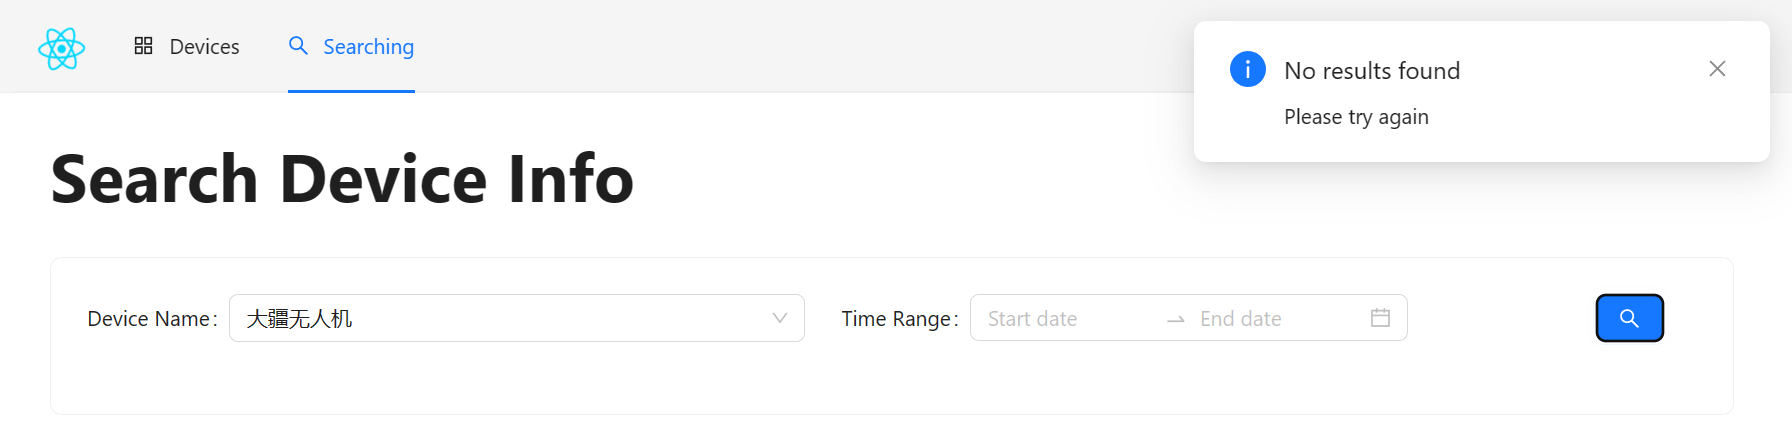 Devices Searching
No results found
Please try again
Search Device Info
Device Name: 大疆无人机 Time Range: Start date End date